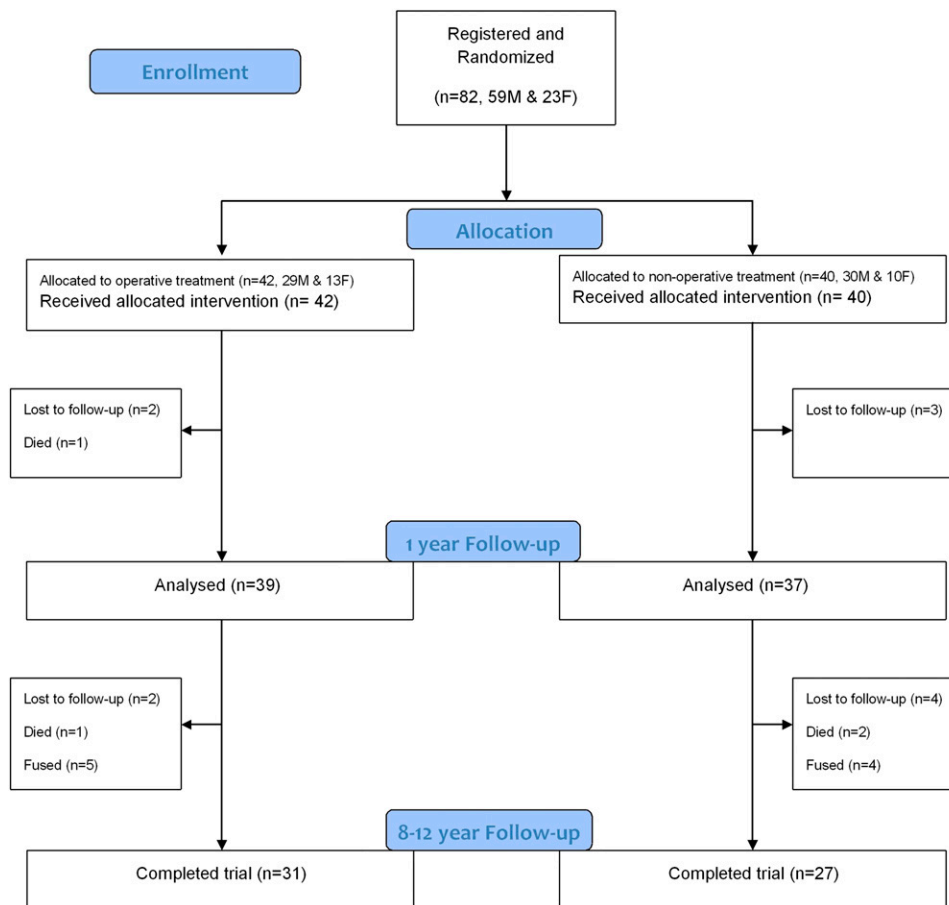 Registered and
Randomized
(n=82, 59M & 23F)
Enrollment
Allocation
Allocated to operative treatment (n=42, 29M & 13F)
Received allocated intervention (n= 42)
Allocated to non-operative treatment (n=40, 30M & 10F)
Received allocated intervention (n= 40)
Lost to follow-up (n=2)
Died (n=1)
Lost to follow-up (n=3)
1 year Follow-up
Analysed (n=39)
Analysed (n=37)
Lost to follow-up (n=2)
Died (n=1)
Fused (n=5)
Lost to follow-up (n=4)
Died (n=2)
Fused (n=4)
8-12 year Follow-up
Completed trial (n=31)
Completed trial (n=27)